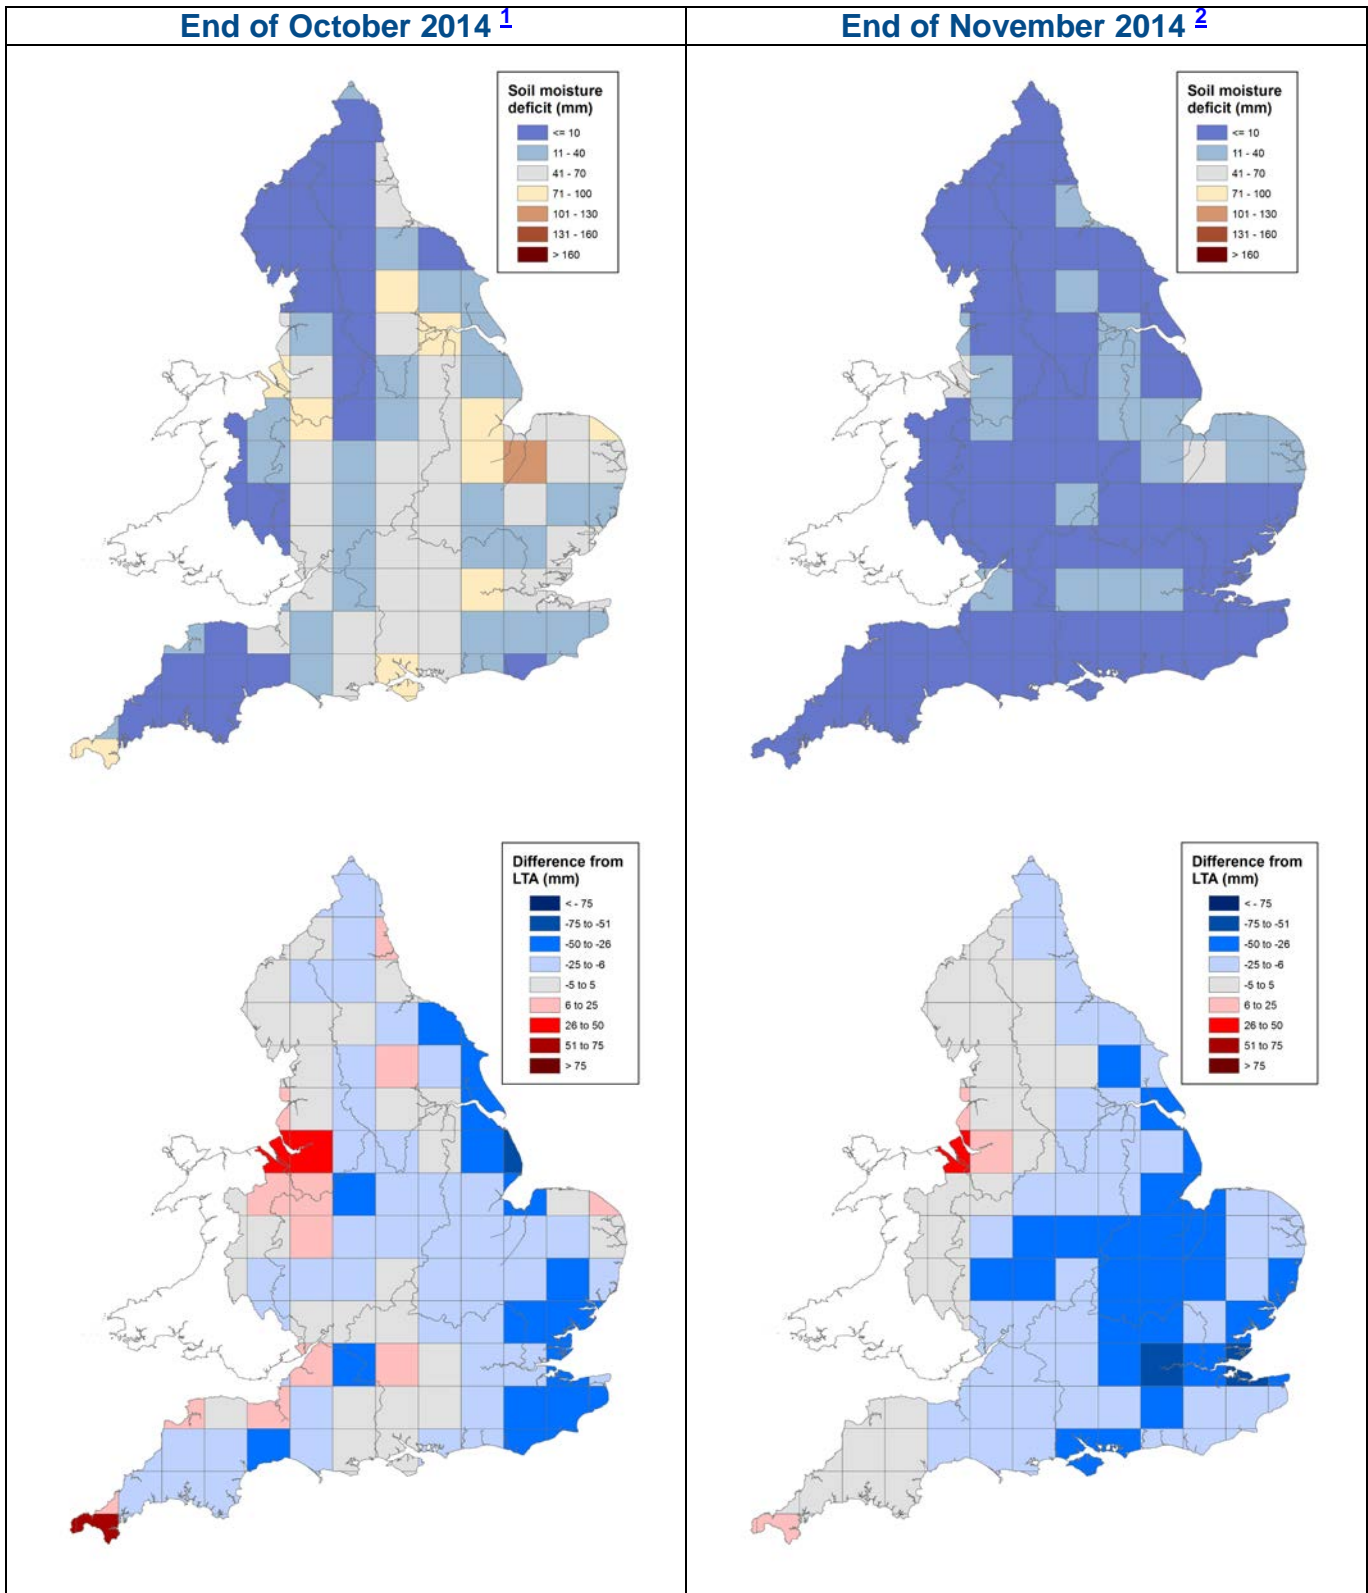 End of October 2014 1
End of November 2014 2
Soil moisture
deficit (mm)
<= 10
11 - 40
41 - 70
71 - 100
101 - 130
131 - 160
> 160
Soil moisture
deficit (mm)
<= 10
11 - 40
41 - 70
71 - 100
101 - 130
131 - 160
> 160
Difference from
LTA (mm)
< - 75
-75 to -51
-50 to -26
-25 to -6
-5 to 5
6 to 25
26 to 50
51 to 75
> 75
Difference from
LTA (mm)
< - 75
-75 to -51
-50 to -26
-25 to -6
-5 to 5
6 to 25
26 to 50
51 to 75
> 75